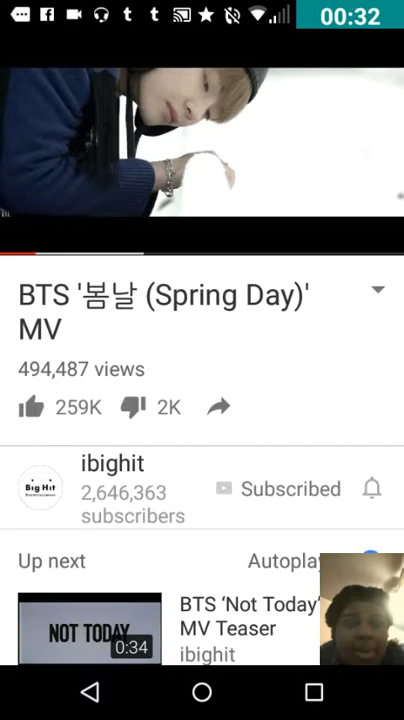 00:32
BTS '봄날 (Spring Day)'
MV
494,487 views
259K
2K
ibighit
2,646,363
subscribers
Subscribed
Big Hit
Entertainment
Up next
Autoplay
NOT TODAY
0:34
BTS ‘Not Today’
MV Teaser
ibighit